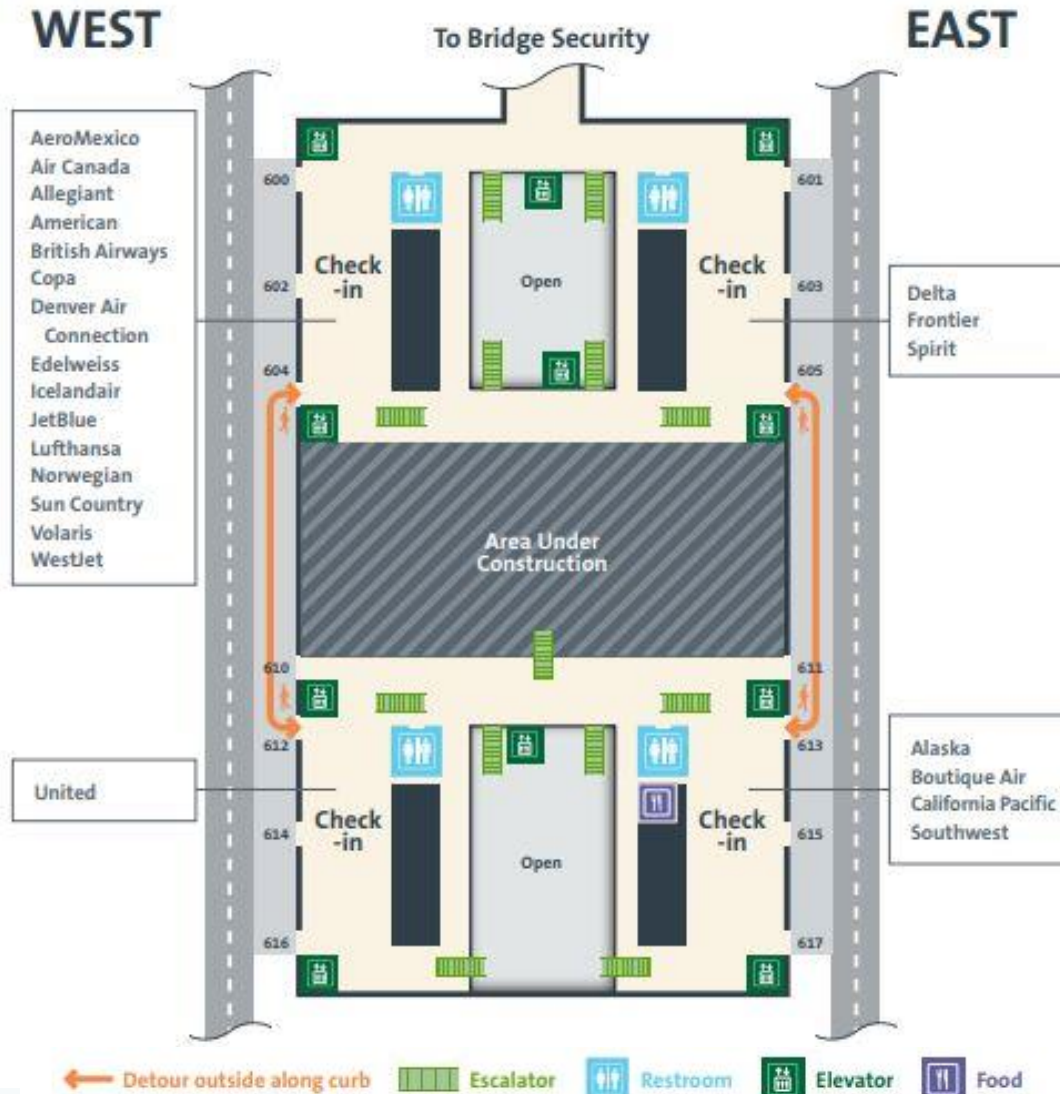 WEST
To Bridge Security
EAST
AeroMexico
Air Canada
Allegiant
American
British Airways
Copa
Denver Air
Connection
Edelweiss
Icelandair
JetBlue
Lufthansa
Norwegian
Sun Country
Volaris
WestJet
600
601
Check
-in
Open
Check
-in
602
603
Delta
Frontier
Spirit
604
605
Area Under
Construction
610
611
612
613
United
Alaska
Boutique Air
California Pacific
Southwest
Check
-in
Open
Check
-in
614
615
616
617
Detour outside along curb
Escalator
Restroom
Elevator
Food